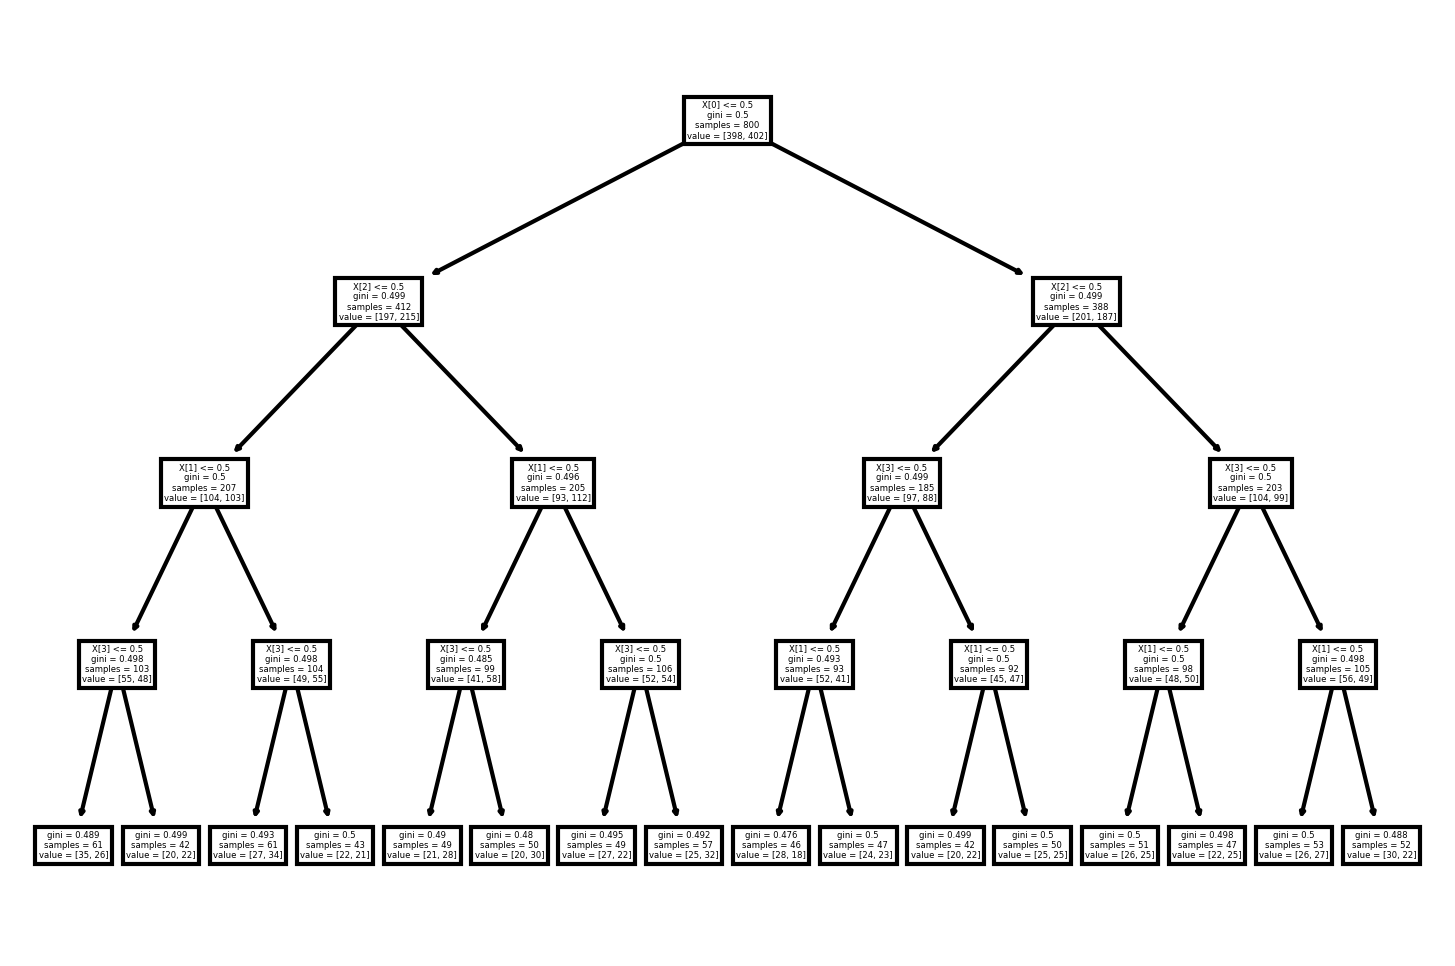 X[0] <= 0.5
gini = 0.5
samples = 800
value = [398, 402]
X[2] <= 0.5
gini = 0.499
samples = 412
value = [197, 215]
X[2] <= 0.5
gini = 0.499
samples = 388
value = [201, 187]
X[1] <= 0.5
gini = 0.5
samples = 207
value = [104, 103]
X[1] <= 0.5
gini = 0.496
samples = 205
value = [93, 112]
X[3] <= 0.5
gini = 0.499
samples = 185
value = [97, 88]
X[3] <= 0.5
gini = 0.5
samples = 203
value = [104, 99]
X[3] <= 0.5
gini = 0.498
samples = 103
value = [55, 48]
X[3] <= 0.5
gini = 0.498
samples = 104
value = [49, 55]
X[3] <= 0.5
gini = 0.485
samples = 99
value = [41, 58]
X[3] <= 0.5
gini = 0.5
samples = 106
value = [52, 54]
X[1] <= 0.5
gini = 0.493
samples = 93
value = [52, 41]
X[1] <= 0.5
gini = 0.5
samples = 92
value = [45, 47]
X[1] <= 0.5
gini = 0.5
samples = 98
value = [48, 50]
X[1] <= 0.5
gini = 0.498
samples = 105
value = [56, 49]
gini = 0.489
samples = 61
value = [35, 26]
gini = 0.499
samples = 42
value = [20, 22]
gini = 0.493
samples = 61
value = [27, 34]
gini = 0.5
samples = 43
value = [22, 21]
gini = 0.49
samples = 49
value = [21, 28]
gini = 0.48
samples = 50
value = [20, 30]
gini = 0.495
samples = 49
value = [27, 22]
gini = 0.492
samples = 57
value = [25, 32]
gini = 0.476
samples = 46
value = [28, 18]
gini = 0.5
samples = 47
value = [24, 23]
gini = 0.499
samples = 42
value = [20, 22]
gini = 0.5
samples = 50
value = [25, 25]
gini = 0.5
samples = 51
value = [26, 25]
gini = 0.498
samples = 47
value = [22, 25]
gini = 0.5
samples = 53
value = [26, 27]
gini = 0.488
samples = 52
value = [30, 22]